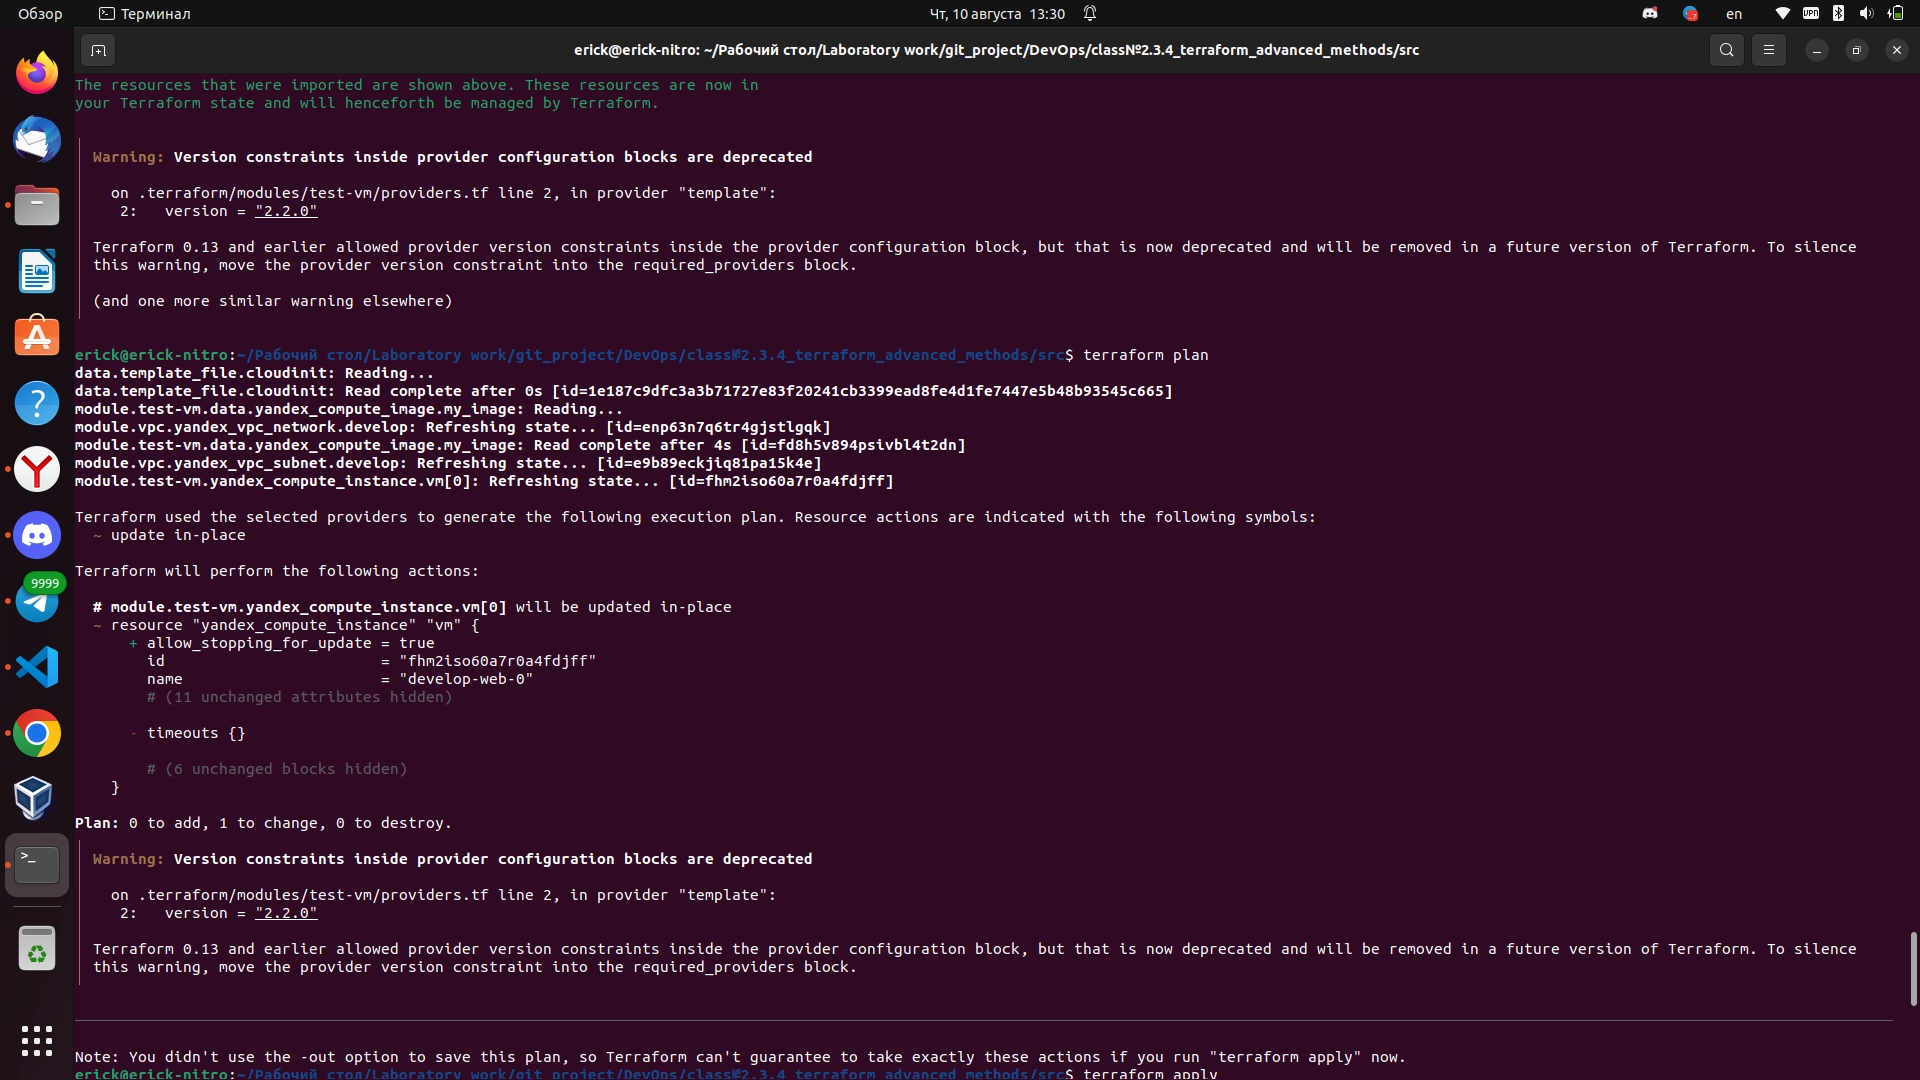 Обзор
Терминал
Чт, 10 августа 13:30
en
VPN
erick@erick-nitro: ~/Рабочий стол/Laboratory work/git_project/DevOps/class№2.3.4_terraform_advanced_methods/src
The resources that were imported are shown above. These resources are now in
your Terraform state and will henceforth be managed by Terraform.
Warning: Version constraints inside provider configuration blocks are deprecated
on .terraform/modules/test-vm/providers.tf line 2, in provider "template":
2: version = "2.2.0"
Terraform 0.13 and earlier allowed provider version constraints inside the provider configuration block, but that is now deprecated and will be removed in a future version of Terraform. To silence
this warning, move the provider version constraint into the required_providers block.
(and one more similar warning elsewhere)
erick@erick-nitro:~/Рабочий стол/Laboratory work/git_project/DevOps/class№2.3.4_terraform_advanced_methods/src$ terraform plan
data.template_file.cloudinit: Reading...
data.template_file.cloudinit: Read complete after 0s [id=1e187c9dfc3a3b71727e83f20241cb3399ead8fe4d1fe7447e5b48b93545c665]
module.test-vm.data.yandex_compute_image.my_image: Reading...
module.vpc.yandex_vpc_network.develop: Refreshing state... [id=enp63n7q6tr4gjstlgqk]
module.test-vm.data.yandex_compute_image.my_image: Read complete after 4s [id=fd8h5v894psivbl4t2dn]
module.vpc.yandex_vpc_subnet.develop: Refreshing state... [id=e9b89eckjiq81pa15k4e]
module.test-vm.yandex_compute_instance.vm[0]: Refreshing state... [id=fhm2iso60a7r0a4fdjff]
Terraform used the selected providers to generate the following execution plan. Resource actions are indicated with the following symbols:
~ update in-place
Terraform will perform the following actions:
# module.test-vm.yandex_compute_instance.vm[0] will be updated in-place
~ resource "yandex_compute_instance" "vm" {
+ allow_stopping_for_update = true
id = "fhm2iso60a7r0a4fdjff"
name = "develop-web-0"
# (11 unchanged attributes hidden)
- timeouts {}
# (6 unchanged blocks hidden)
}
Plan: 0 to add, 1 to change, 0 to destroy.
Warning: Version constraints inside provider configuration blocks are deprecated
on .terraform/modules/test-vm/providers.tf line 2, in provider "template":
2: version = "2.2.0"
Terraform 0.13 and earlier allowed provider version constraints inside the provider configuration block, but that is now deprecated and will be removed in a future version of Terraform. To silence
this warning, move the provider version constraint into the required_providers block.
Note: You didn't use the -out option to save this plan, so Terraform can't guarantee to take exactly these actions if you run "terraform apply" now.
erick@erick-nitro:~/Рабочий стол/Laboratory work/git_project/DevOps/class№2.3.4_terraform_advanced_methods/src$ terraform apply
9999